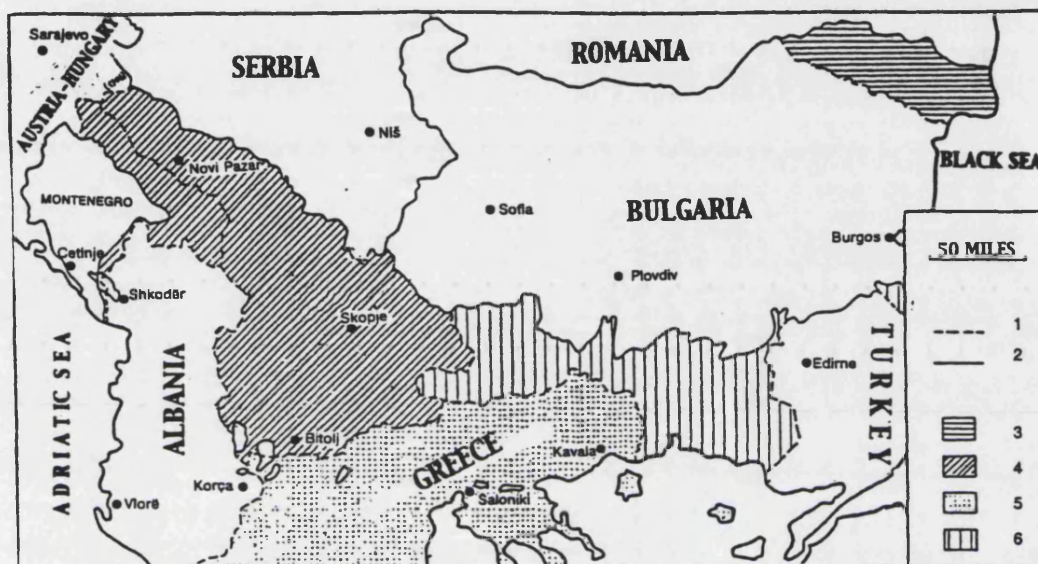 Sarajevo
AUSTRIA-HUNGARY
SERBIA
ROMANIA
Niš
Novi Pazar
BLACK SEA
MONTENEGRO
Sofia
BULGARIA
Burgos
50 MILES
Cetinje
Plovdiv
Shkodër
Skopje
ADRIATIC SEA
ALBANIA
TURKEY
Edirne
1
2
3
4
5
6
Bitolj
GREECE
Kavala
Korça
Saloniki
Vlorë